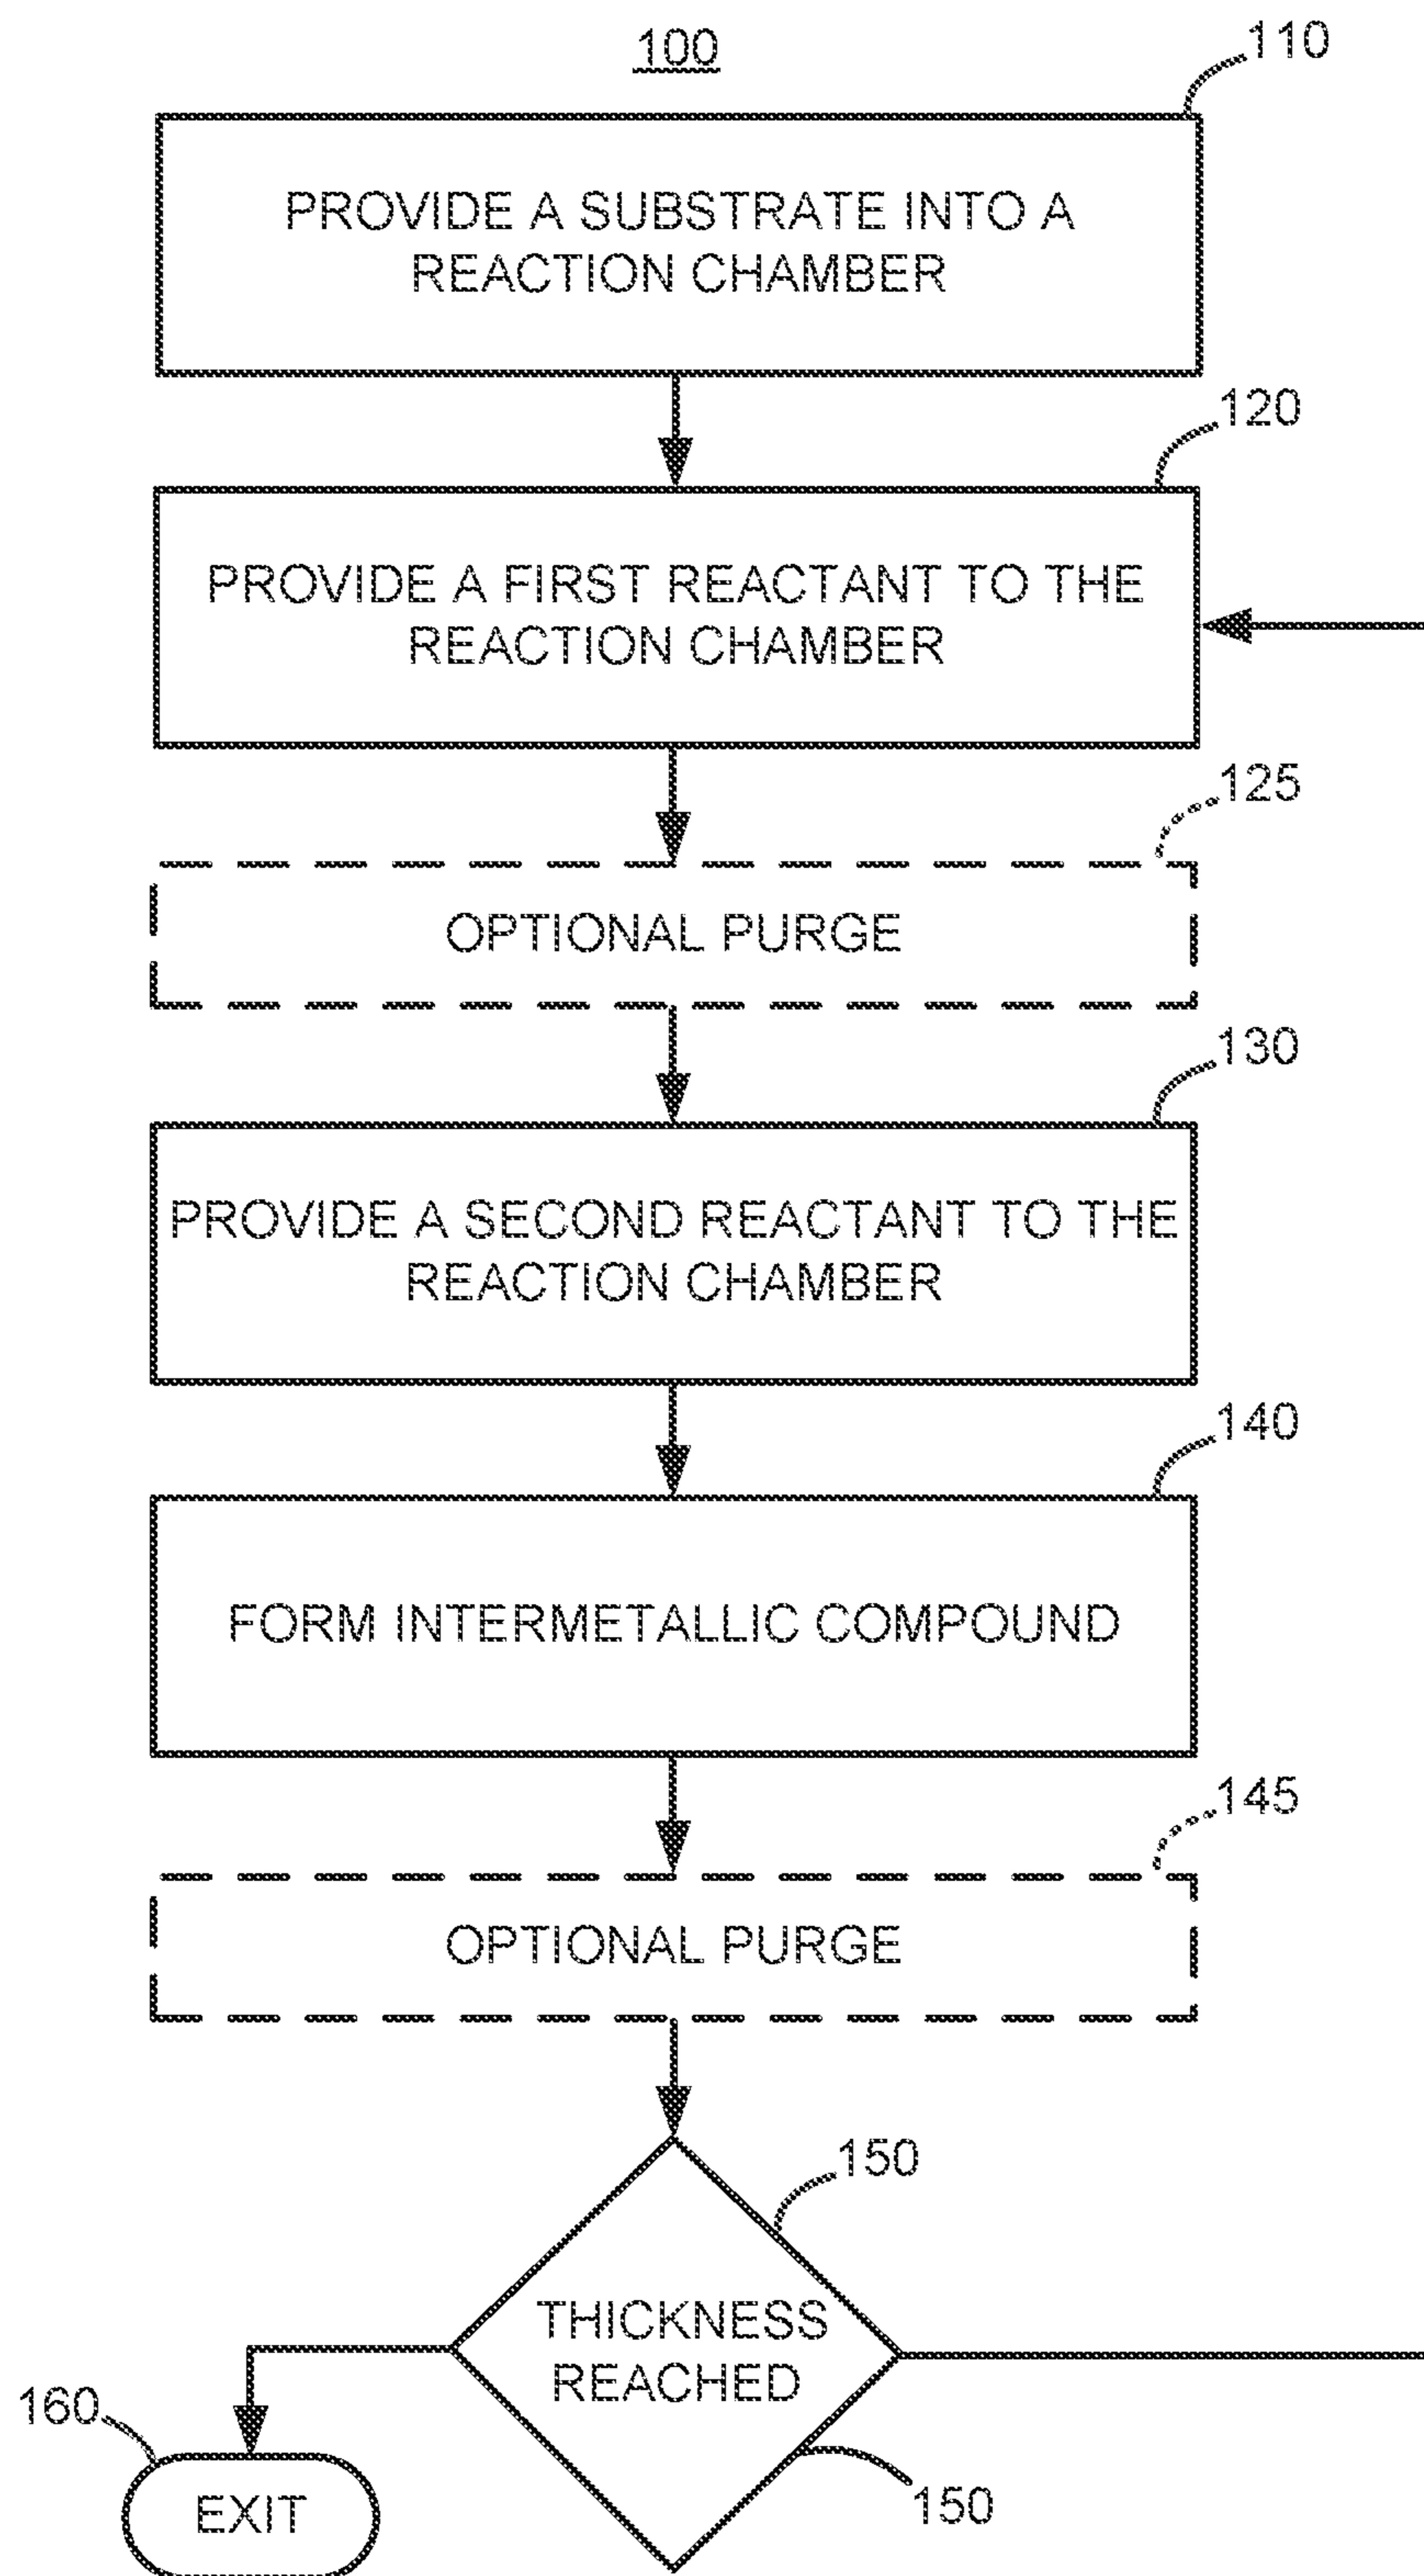 100
110
PROVIDE A SUBSTRATE INTO A
REACTION CHAMBER
120
PROVIDE A FIRST REACTANT TO THE
REACTION CHAMBER
125
OPTIONAL PURGE
130
PROVIDE A SECOND REACTANT TO THE
REACTION CHAMBER
140
FORM INTERMETALLIC COMPOUND
145
OPTIONAL PURGE
150
THICKNESS
REACHED
160
150
EXIT